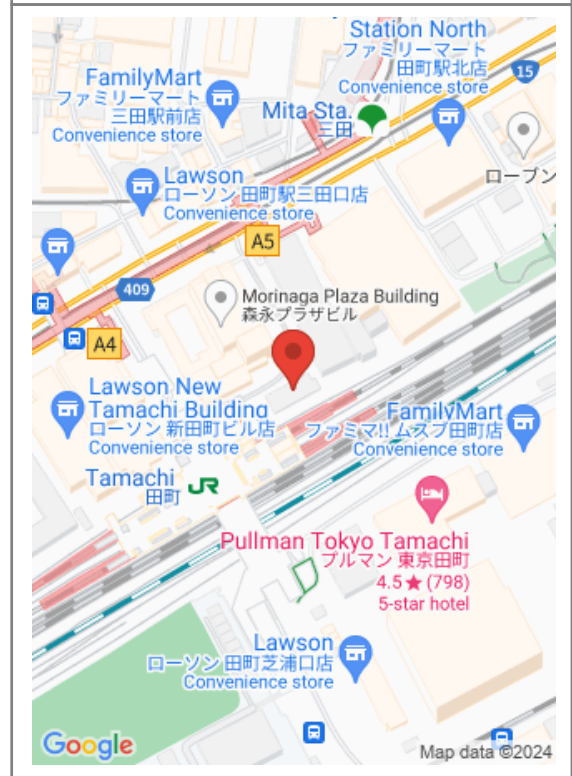 Station North
ファミリーマート
田町駅北店
Convenience store
15
FamilyMart
ファミリーマート
三田駅前店
Convenience store
Mita Sta.
三田
ローソン
Lawson
ローソン 田町駅三田口店
Convenience store
A5
409
Morinaga Plaza Building
森永プラザビル
A4
Lawson New
Tamachi Building
ローソン 新田町ビル店
Convenience store
FamilyMart
ファミマ!! ムスブ田町店
Convenience store
Tamachi
田町
JR
Pullman Tokyo Tamachi
プルマン 東京田町
4.5★ (798)
5-star hotel
Lawson
ローソン 田町芝浦口店
Convenience store
Google
Map data ©2024